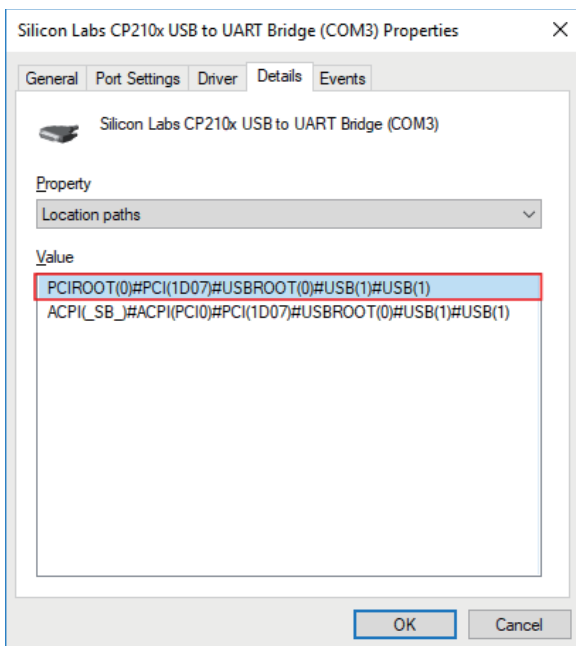 Silicon Labs CP210x USB to UART Bridge (COM3) Properties
General Port Settings Driver Details Events
Silicon Labs CP210x USB to UART Bridge (COM3)
Property
Location paths
Value
PCIROOT(0)#PCI(1D07)#USBROOT(0)#USB(1)#USB(1)
ACPI(_SB_)#ACPI(PCI0)#PCI(1D07)#USBROOT(0)#USB(1)#USB(1)
OK Cancel